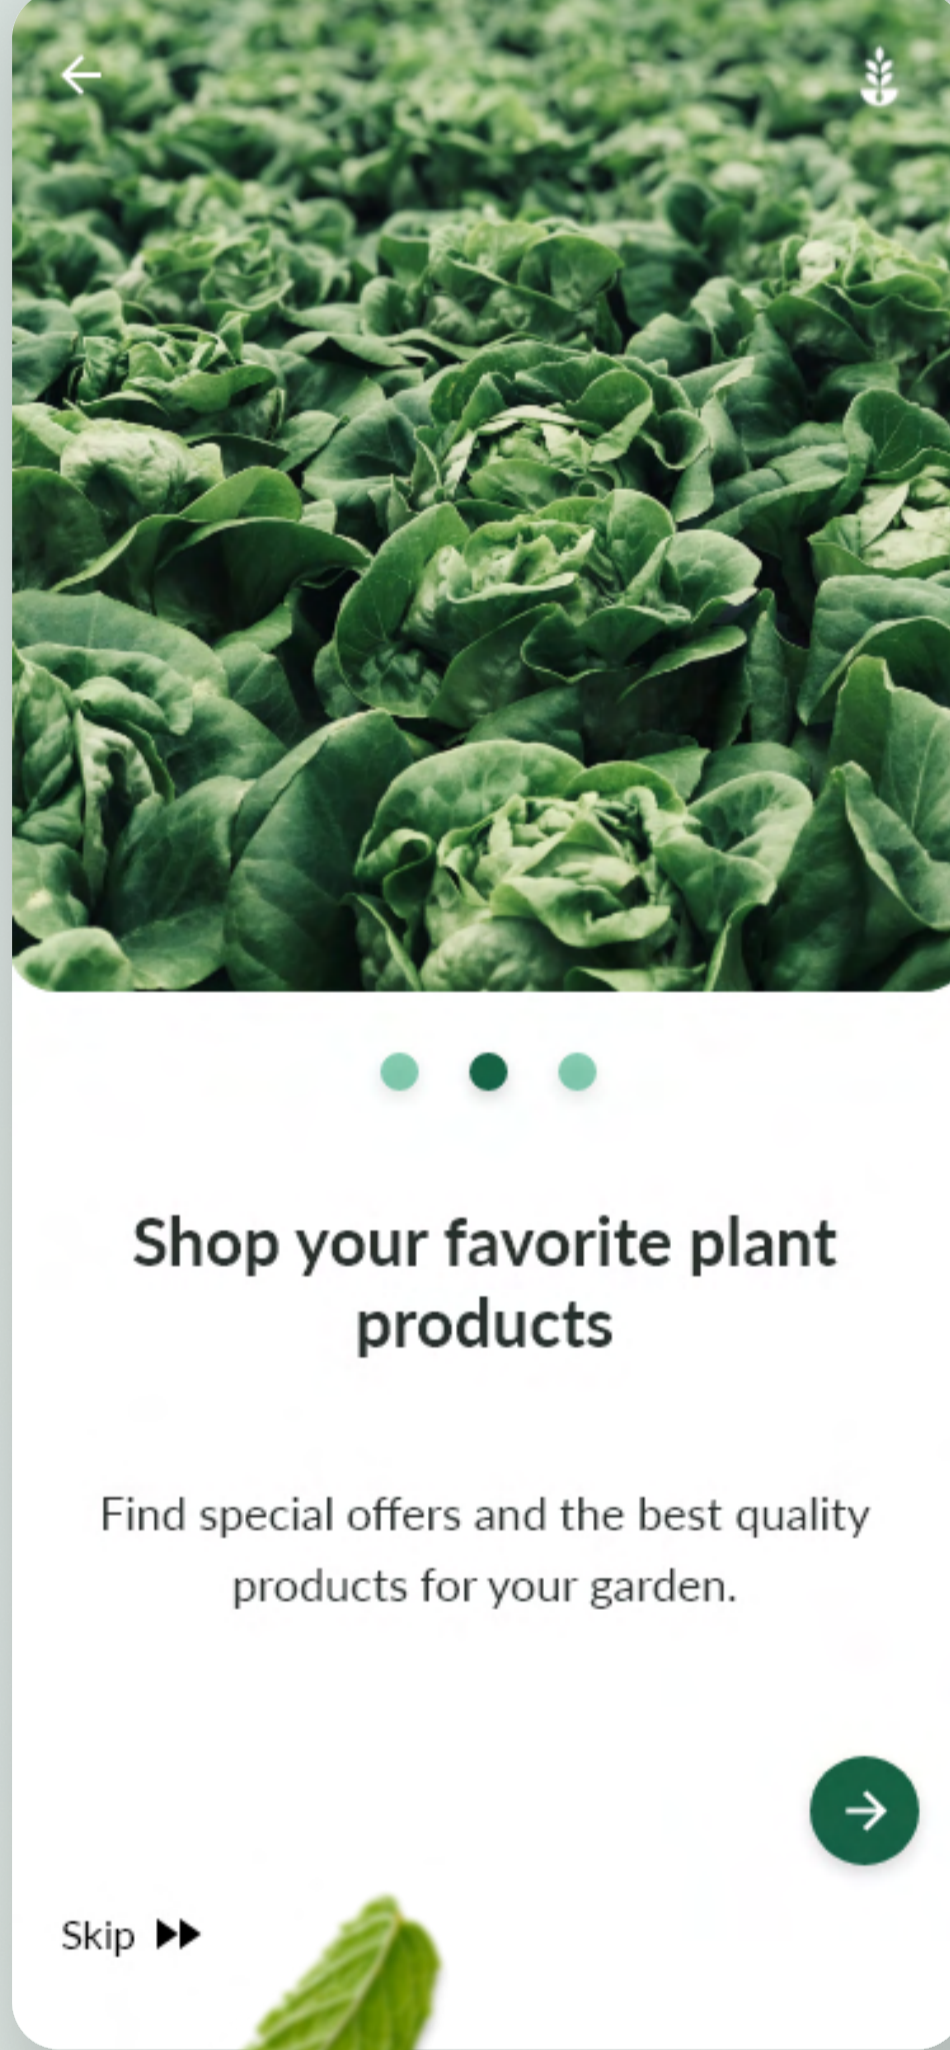 Shop your favorite plant
products
Find special offers and the best quality
products for your garden.
Skip